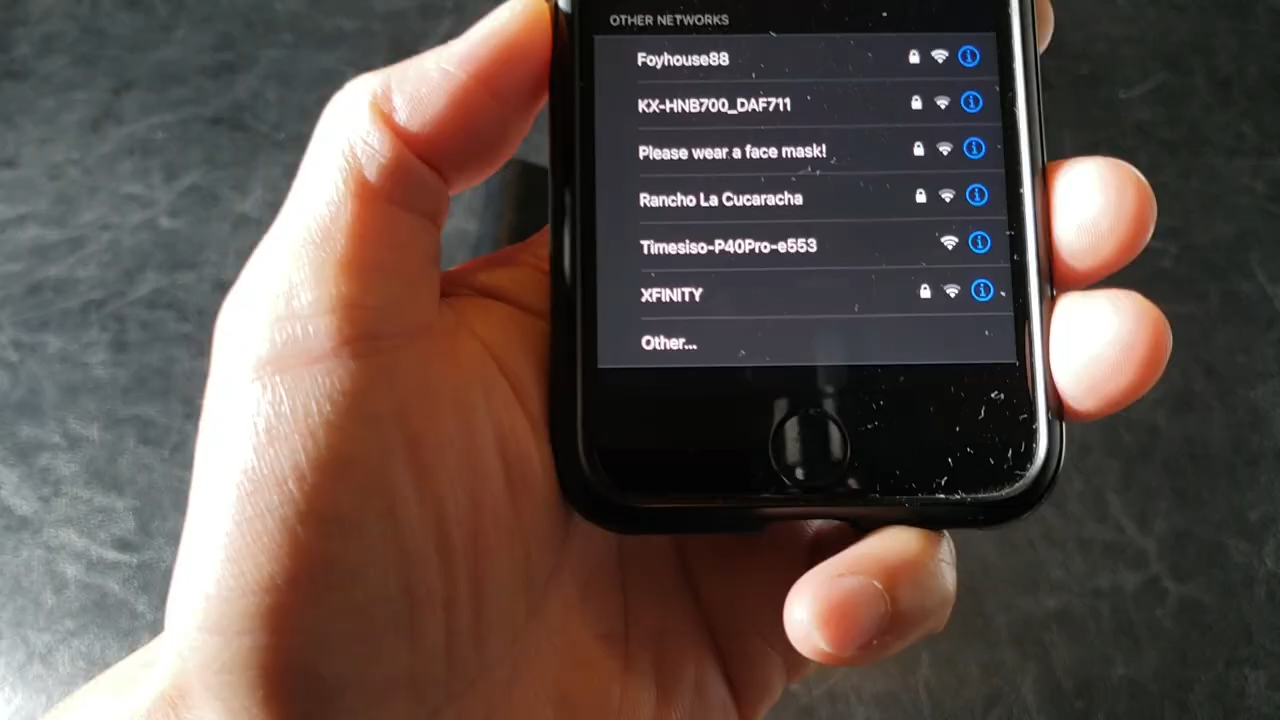 OTHER NETWORKS
Foyhouse88
KX-HNB700_DAF711
Please wear a face mask!
Rancho La Cucaracha
Timesiso-P40Pro-e553
XFINITY
Other...